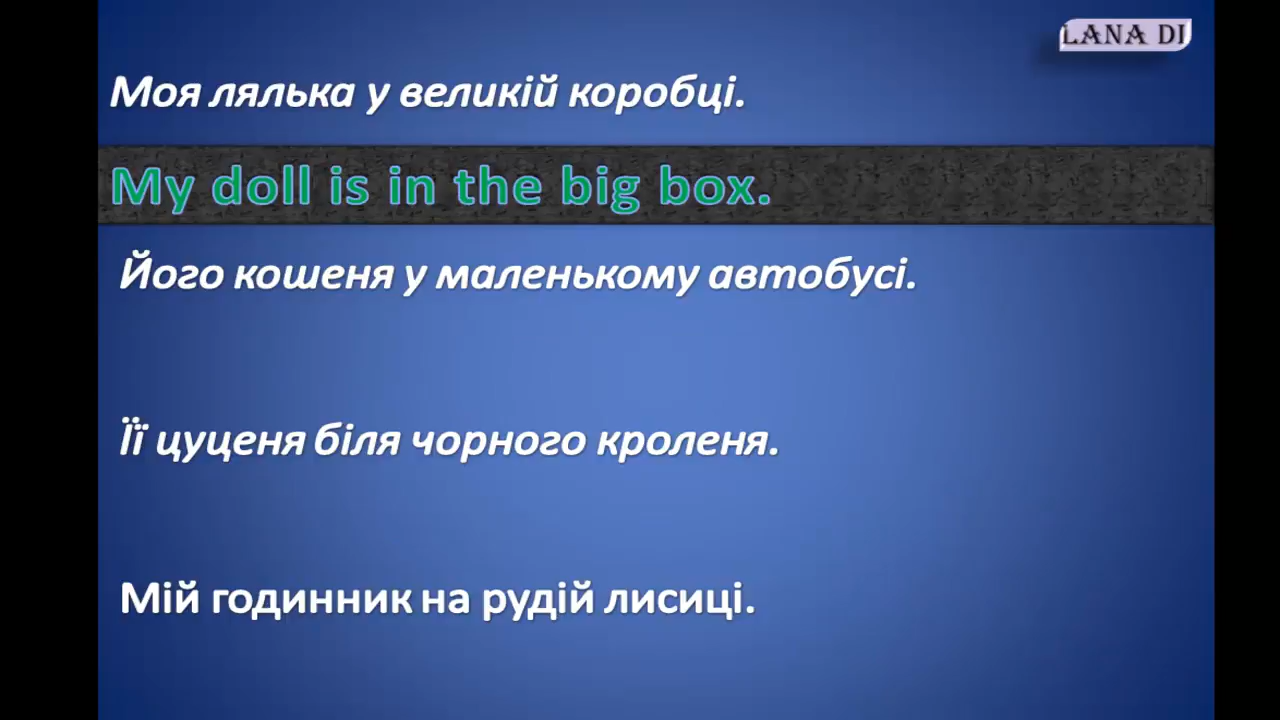 LANA DI
Моя лялька у великій коробці.
My doll is in the big box.
Його кошеня у маленькому автобусі.
Її цуценя біля чорного кроленя.
Мій годинник на рудій лисиці.